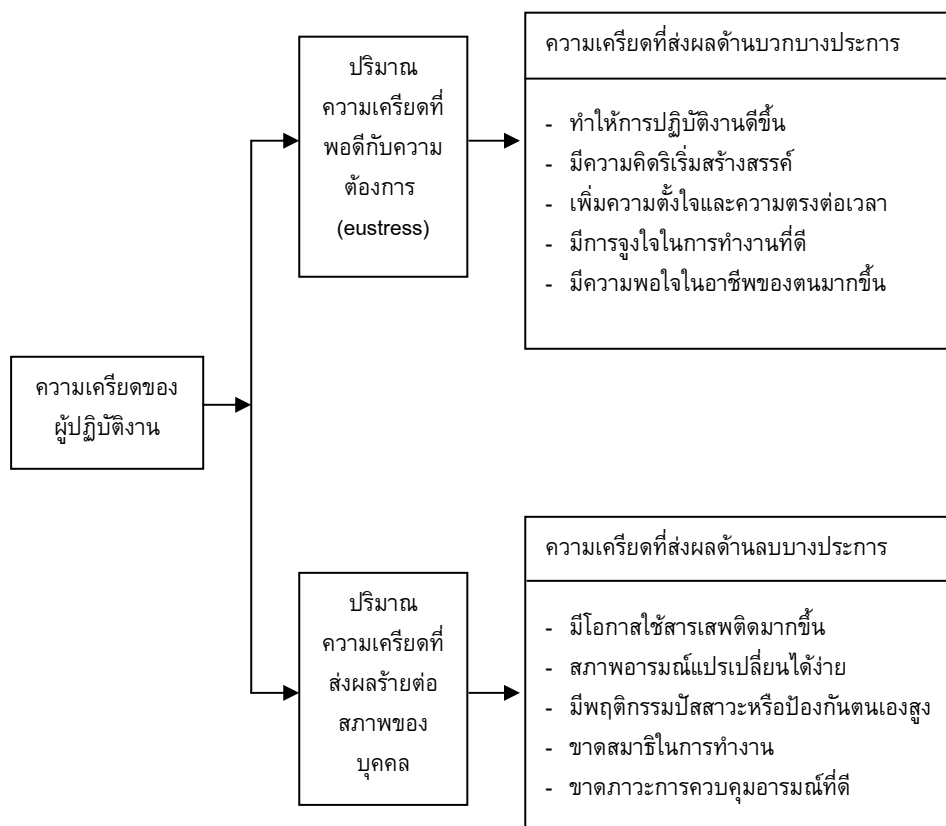 ความเครียดของ
ผู้ปฏิบัติงาน
ปริมาณ
ความเครียดที่
พอดีกับความ
ต้องการ
(eustress)
ความเครียดที่ส่งผลด้านบวกบางประการ
- ทำให้การปฏิบัติงานดีขึ้น
- มีความคิดริเริ่มสร้างสรรค์
- เพิ่มความตั้งใจและความตรงต่อเวลา
- มีการจูงใจในการทำงานที่ดี
- มีความพอใจในอาชีพของตนมากขึ้น
ปริมาณ
ความเครียดที่
ส่งผลร้ายต่อ
สภาพของ
บุคคล
ความเครียดที่ส่งผลด้านลบบางประการ
- มีโอกาสใช้สารเสพติดมากขึ้น
- สภาพอารมณ์แปรเปลี่ยนได้ง่าย
- มีพฤติกรรมปัสสาวะหรือป้องกันตนเองสูง
- ขาดสมาธิในการทำงาน
- ขาดภาวะการควบคุมอารมณ์ที่ดี